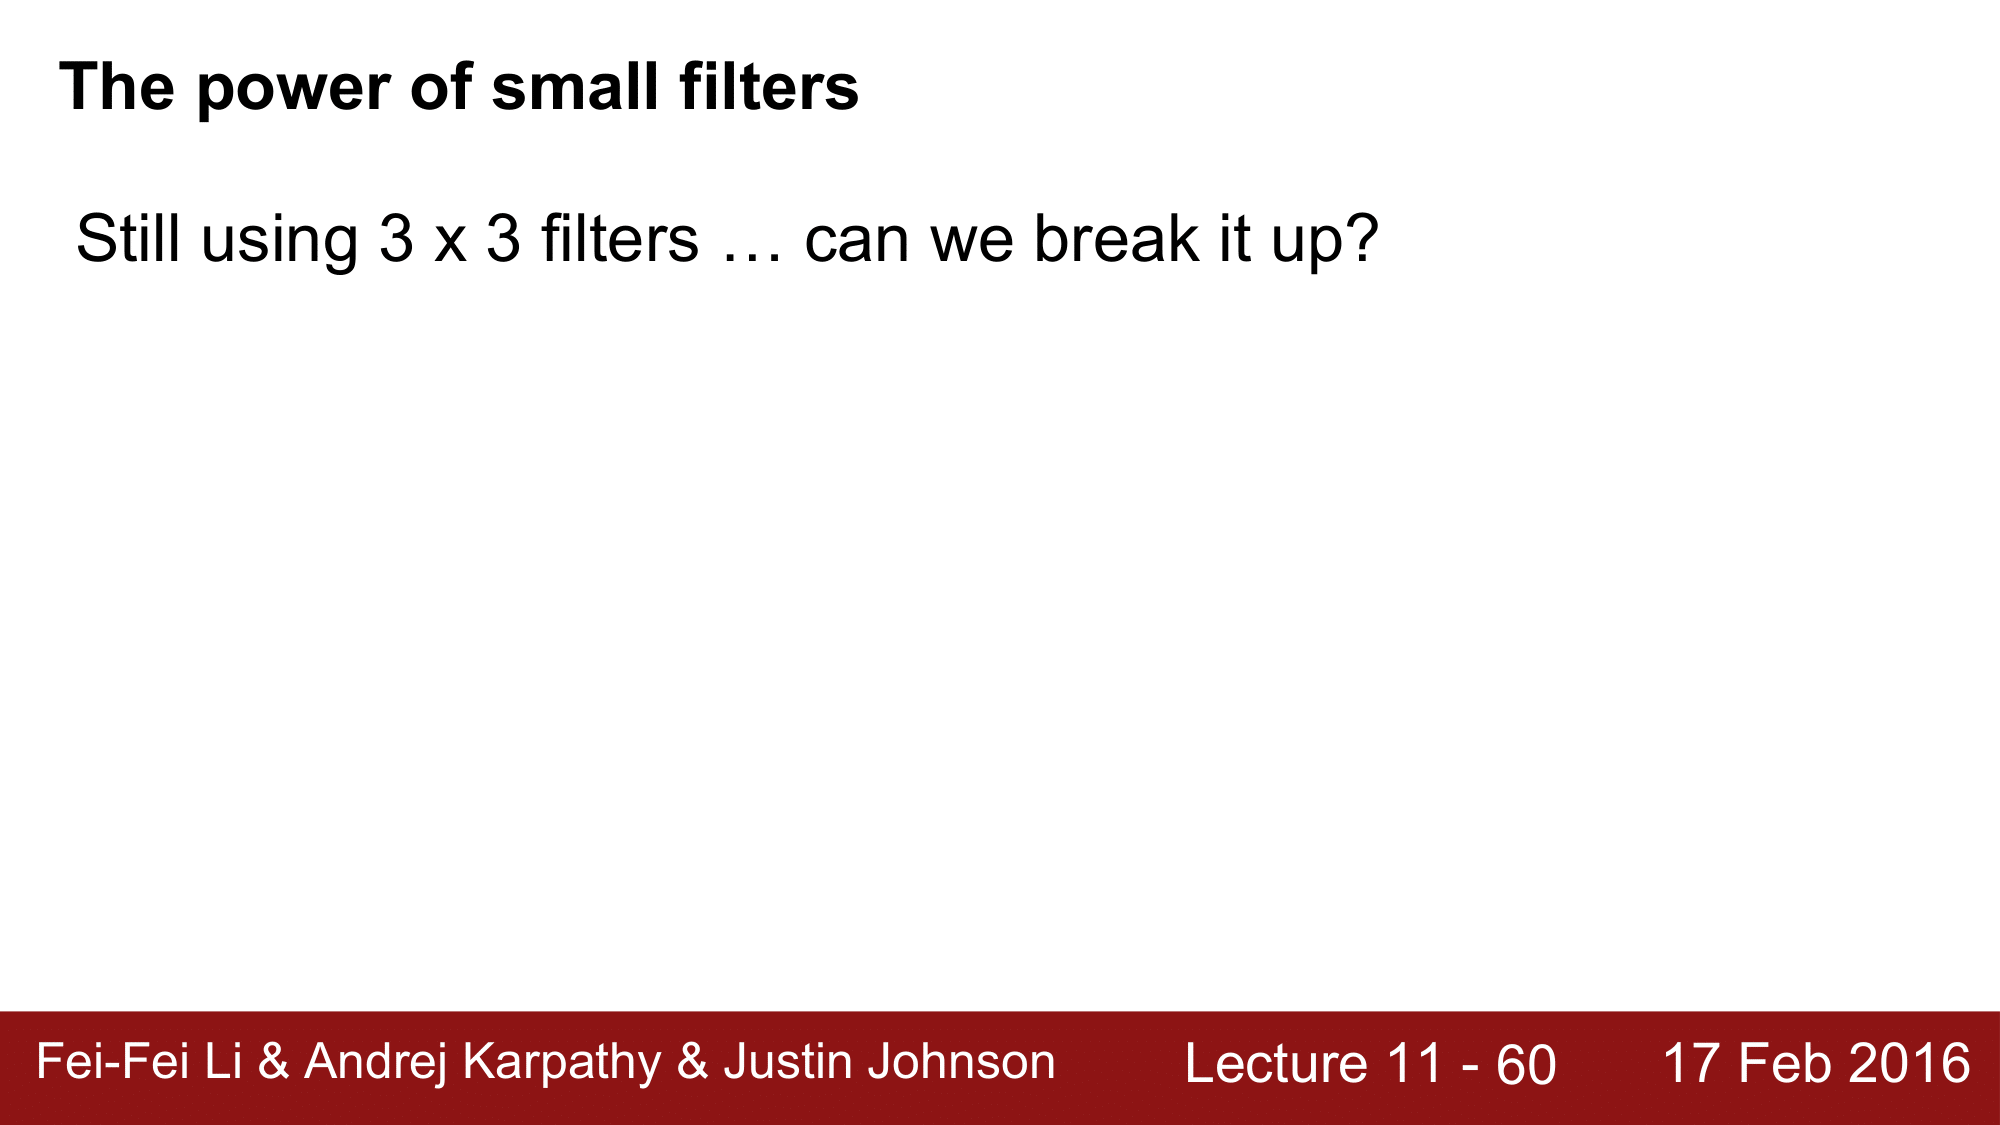 The power of small filters
Still using 3 x 3 filters … can we break it up?
Fei-Fei Li & Andrej Karpathy & Justin Johnson Lecture 11 - 60 17 Feb 2016